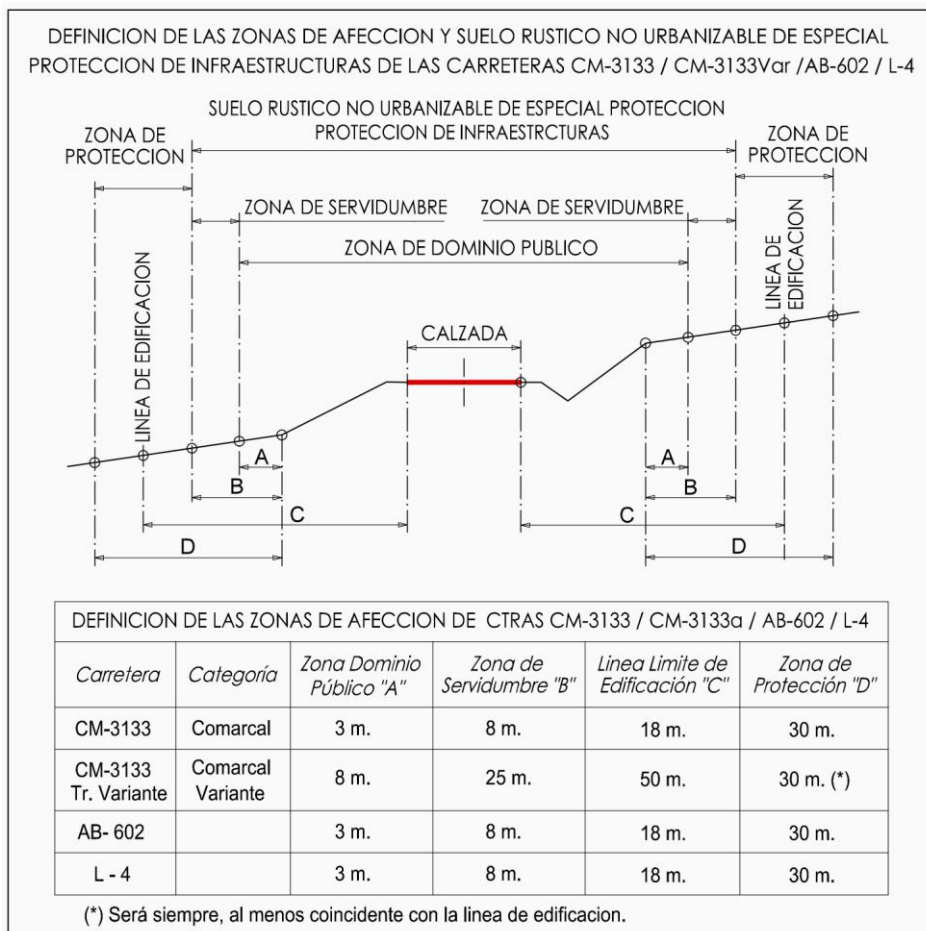 DEFINICION DE LAS ZONAS DE AFECCION Y SUELO RUSTICO NO URBANIZABLE DE ESPECIAL
PROTECCION DE INFRAESTRUCTURAS DE LAS CARRETERAS CM-3133 / CM-3133Var /AB-602 / L-4
SUELO RUSTICO NO URBANIZABLE DE ESPECIAL PROTECCION
PROTECCION DE INFRAESTRCTURAS
ZONA DE
PROTECCION
ZONA DE
PROTECCION
ZONA DE SERVIDUMBRE
ZONA DE SERVIDUMBRE
ZONA DE DOMINIO PUBLICO
LINEA DE EDIFICACION
CALZADA
LINEA DE
EDIFICACION
A
B
C
D
A
B
C
D
DEFINICION DE LAS ZONAS DE AFECCION DE CTRAS CM-3133 / CM-3133a / AB-602 / L-4
Carretera Categoría Zona Dominio Público "A" Zona de Servidumbre "B" Linea Limite de Edificación "C" Zona de Protección "D"
CM-3133 Comarcal 3 m. 8 m. 18 m. 30 m.
CM-3133 Tr. Variante Comarcal Variante 8 m. 25 m. 50 m. 30 m. (*)
AB- 602 3 m. 8 m. 18 m. 30 m.
L - 4 3 m. 8 m. 18 m. 30 m.
(*) Será siempre, al menos coincidente con la linea de edificacion.